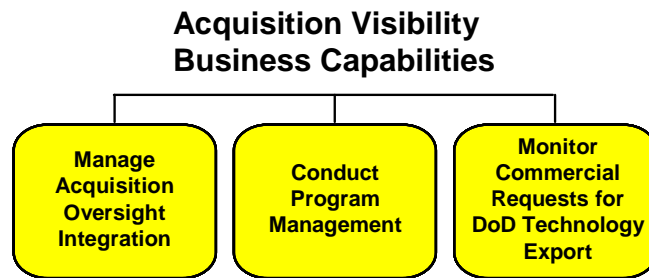 Acquisition Visibility
Business Capabilities
Manage
Acquisition
Oversight
Integration
Conduct
Program
Management
Monitor
Commercial
Requests for
DoD Technology
Export